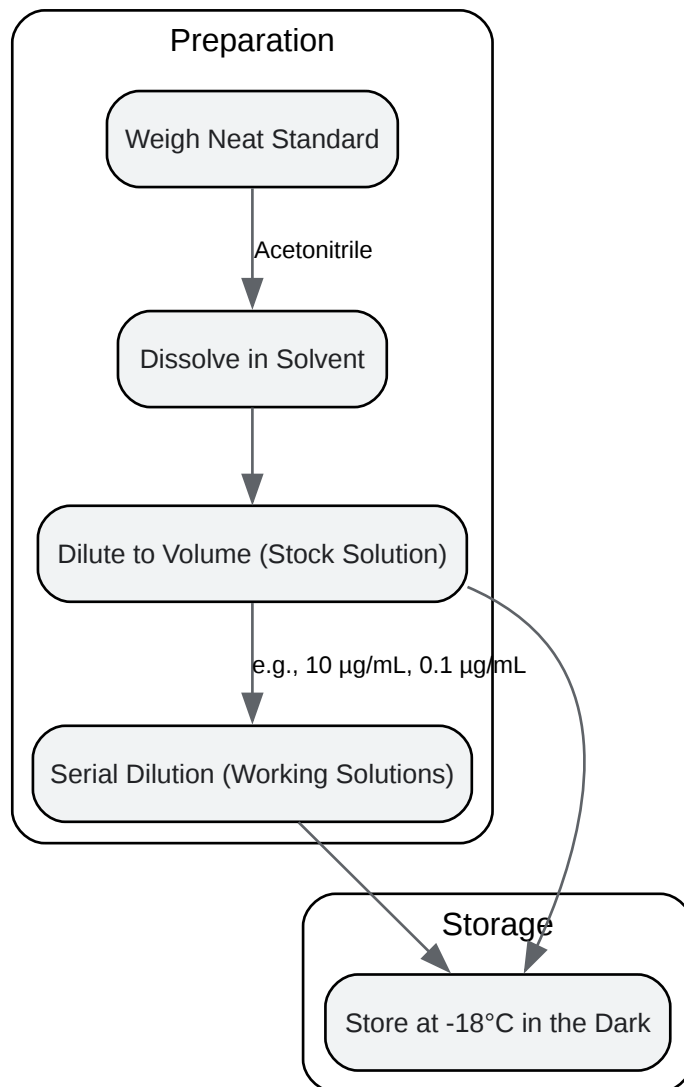 Preparation
Weigh Neat Standard
Acetonitrile
Dissolve in Solvent
Dilute to Volume (Stock Solution)
e.g., 10 µg/mL, 0.1 µg/mL
Serial Dilution (Working Solutions)
Storage
Store at -18°C in the Dark